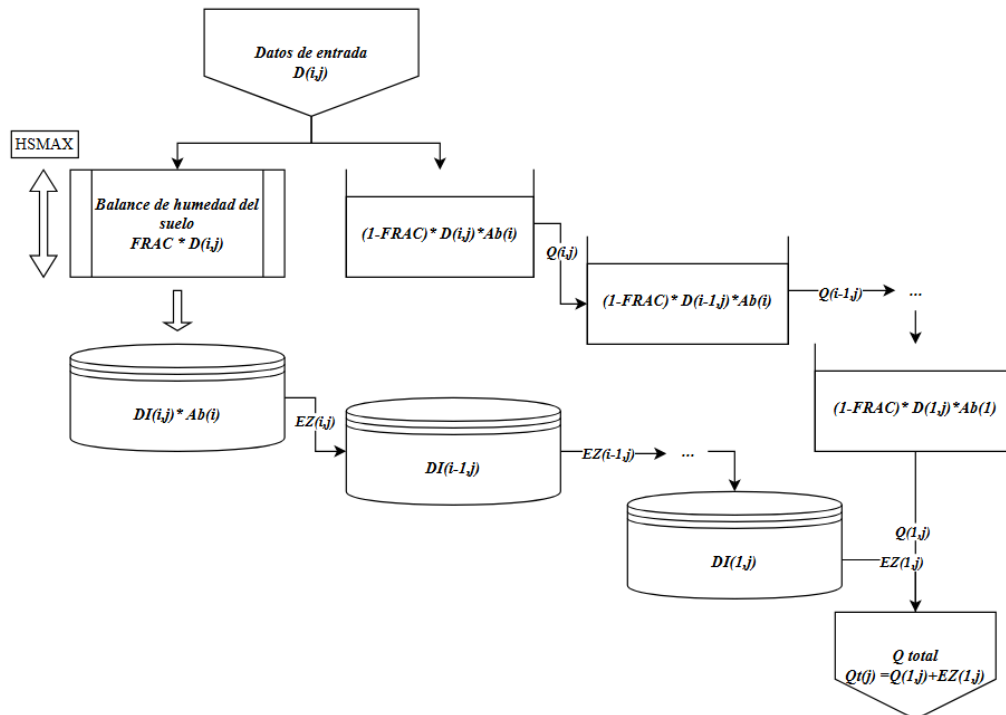 Datos de entrada
D(i,j)
HSMAX
Balance de humedad del
suelo
FRAC * D(i,j)
(1-FRAC)* D(i,j)*Ab(i)
Q(i,j)
(1-FRAC)* D(i-1,j)*Ab(i)
Q(i-1,j)
...
DI(i,j)* Ab(i)
EZ(i,j)
DI(i-1,j)
EZ(i-1,j)
...
(1-FRAC)* D(1,j)*Ab(1)
DI(1,j)
Q(1,j)
EZ(1,j)
Q total
Qt(j) =Q(1,j)+EZ(1,j)